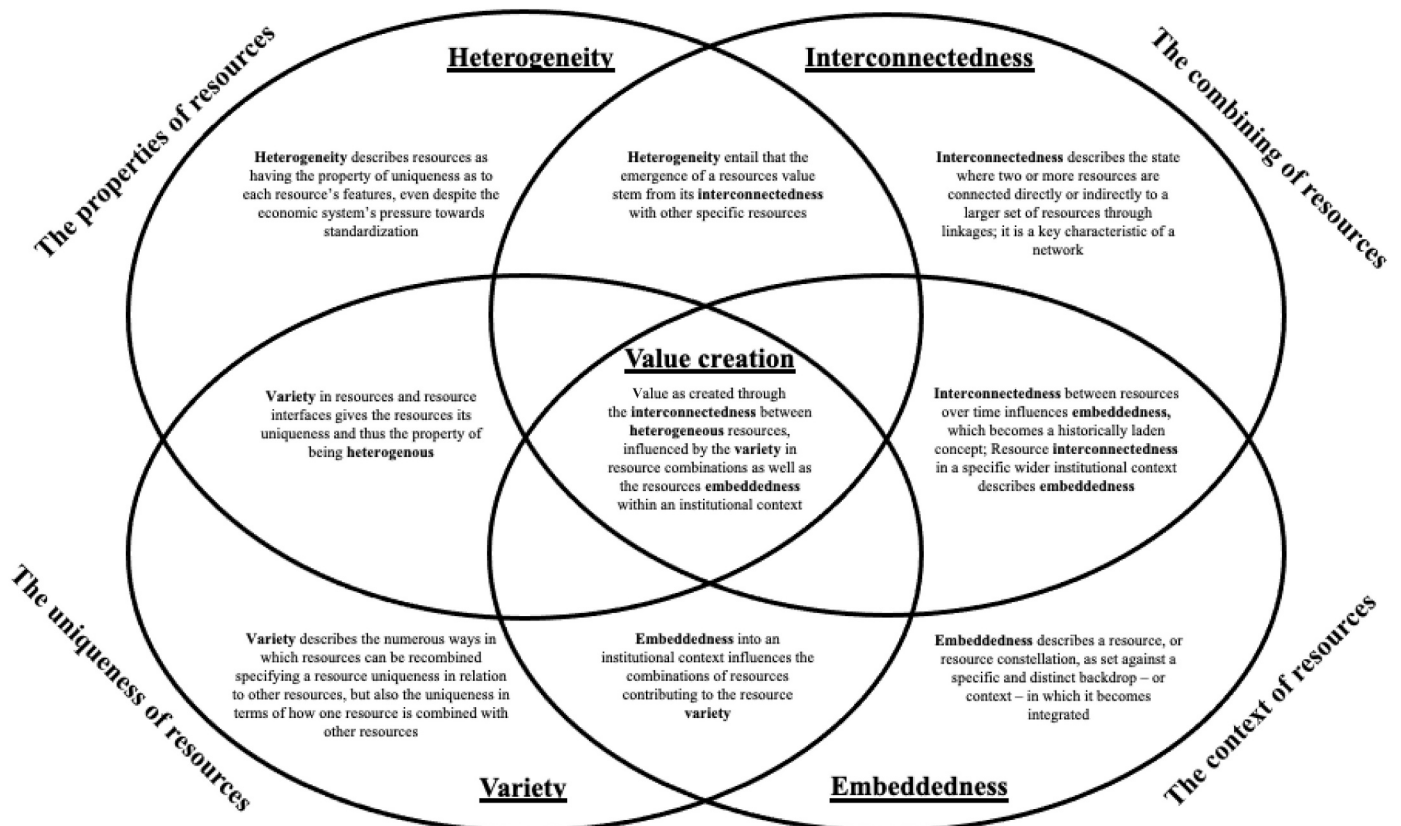 The properties of resources
Heterogeneity
Interconnectedness
The combining of resources
Heterogeneity describes resources as
having the property of uniqueness as to
each resource's features, even despite the
economic system's pressure towards
standardization
Heterogeneity entail that the
emergence of a resources value
stem from its interconnectedness
with other specific resources
Interconnectedness describes the state
where two or more resources are
connected directly or indirectly to a
larger set of resources through
linkages; it is a key characteristic of a
network
Variety in resources and resource
interfaces gives the resources its
uniqueness and thus the property of
being heterogenous
Value creation
Value as created through
the interconnectedness between
heterogeneous resources,
influenced by the variety in
resource combinations as well as
the resources embeddedness
within an institutional context
Interconnectedness between resources
over time influences embeddedness,
which becomes a historically laden
concept; Resource interconnectedness
in a specific wider institutional context
describes embeddedness
The uniqueness of resources
Variety describes the numerous ways in
which resources can be recombined
specifying a resource uniqueness in relation
to other resources, but also the uniqueness in
terms of how one resource is combined with
other resources
Embeddedness into an
institutional context influences the
combinations of resources
contributing to the resource
variety
Embeddedness describes a resource, or
resource constellation, as set against a
specific and distinct backdrop – or
context – in which it becomes
integrated
The context of resources
Variety
Embeddedness